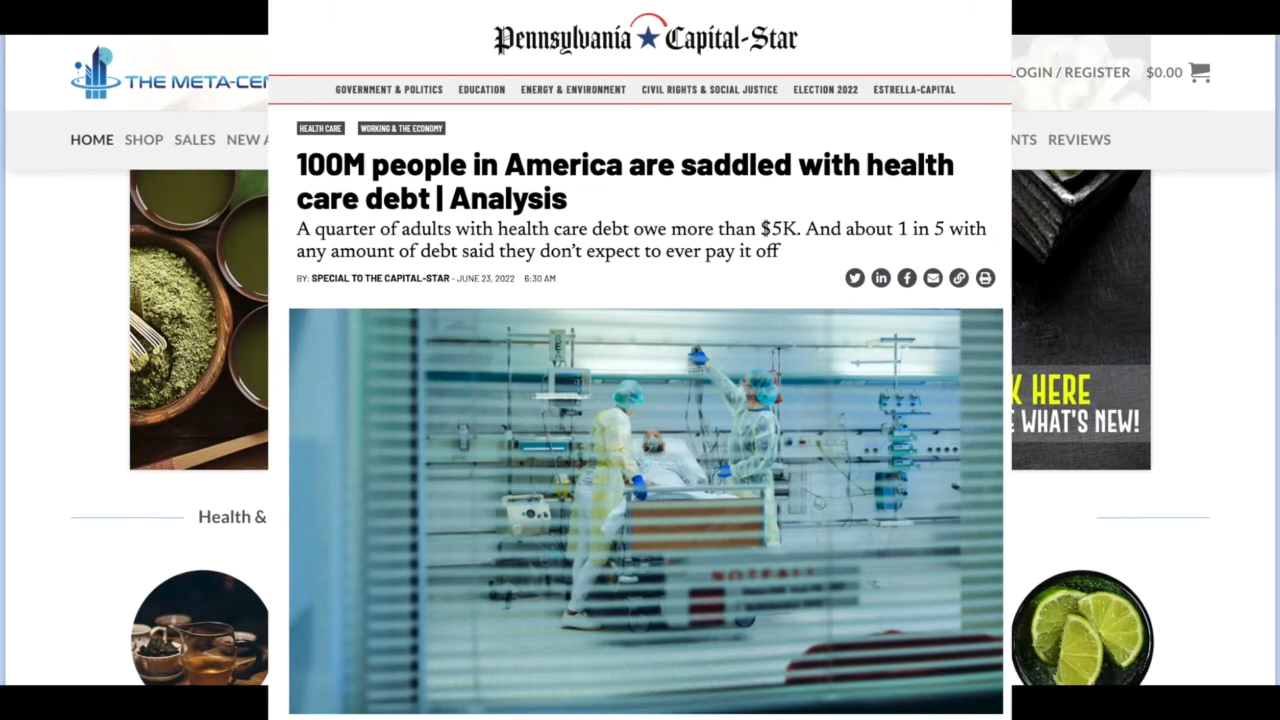 Pennsylvania Capital-Star
THE META-CEN
LOGIN / REGISTER $0.00
GOVERNMENT & POLITICS EDUCATION ENERGY & ENVIRONMENT CIVIL RIGHTS & SOCIAL JUSTICE ELECTION 2022 ESTRELLA-CAPITAL
HOME SHOP SALES NEW
NTS REVIEWS
HEALTH CARE WORKING & THE ECONOMY
100M people in America are saddled with health
care debt | Analysis
A quarter of adults with health care debt owe more than $5K. And about 1 in 5 with
any amount of debt said they don’t expect to ever pay it off
BY: SPECIAL TO THE CAPITAL-STAR - JUNE 23, 2022 6:30 AM
K HERE
WHAT'S NEW!
Health &
NOTFALL